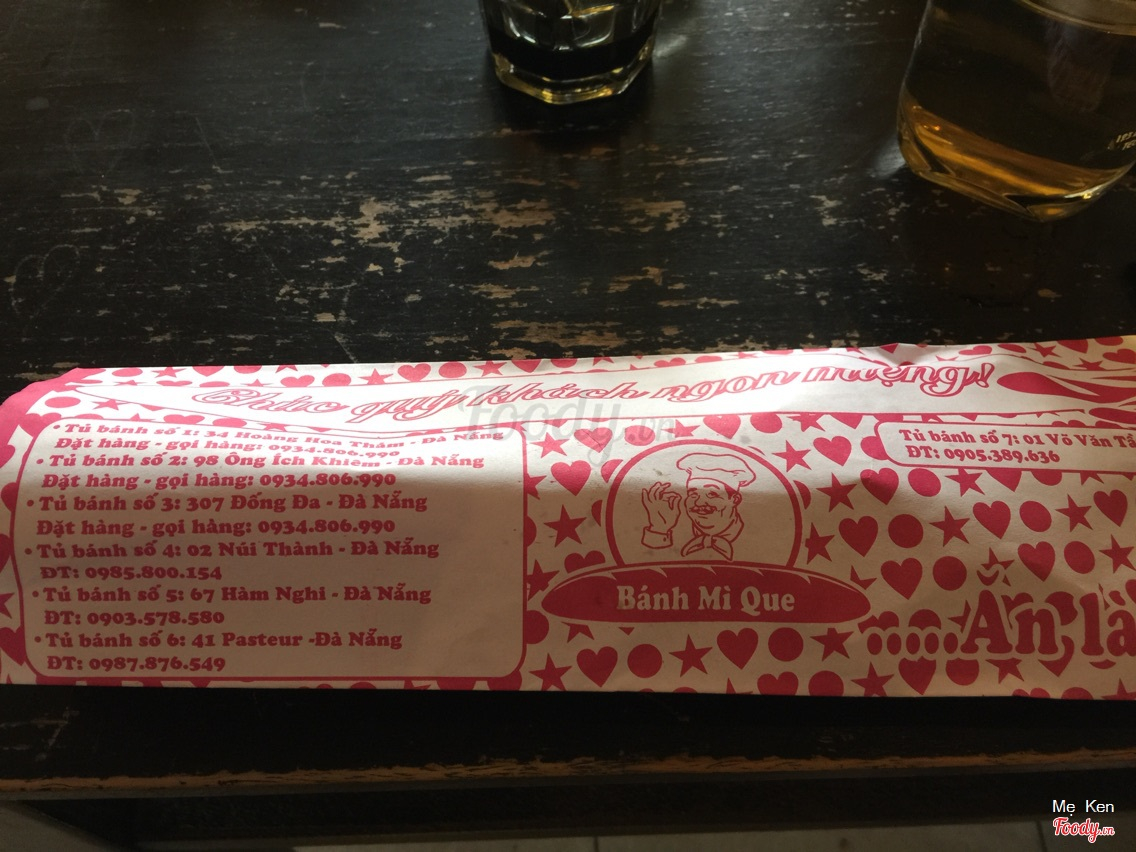 Chúc quý khách ngon miệng!
• Tủ bánh số 1: 34 Hoàng Hoa Thám - Đà Nẵng
Đặt hàng - gọi hàng: 0934.806.990
• Tủ bánh số 2: 98 Ông Ích Khiêm - Đà Nẵng
Đặt hàng - gọi hàng: 0934.806.990
• Tủ bánh số 3: 307 Đống Đa - Đà Nẵng
Đặt hàng - gọi hàng: 0934.806.990
• Tủ bánh số 4: 02 Núi Thành - Đà Nẵng
ĐT: 0985.800.154
• Tủ bánh số 5: 67 Hàm Nghi - Đà Nẵng
ĐT: 0903.578.580
• Tủ bánh số 6: 41 Pasteur -Đà Nẵng
ĐT: 0987.876.549
Bánh Mì Que
Tủ bánh số 7: 01 Võ Văn Tầ
ĐT: 0905.389.636
.....Ăn là
foody.vn
Mẹ Ken
Foody.vn